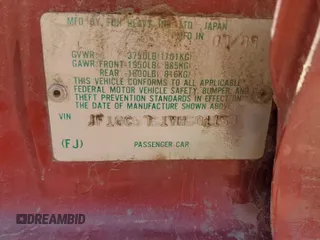 MFD BY FUJI HEAVY IND LTD JAPAN
MFD IN
GVWR 3750LB(1701KG)
GAWR:FRONT-1950LB( 885KG)
REAR -1800LB( 816KG)
THIS VEHICLE CONFORMS TO ALL APPLICABLE
FEDERAL MOTOR VEHICLE SAFETY, BUMPER, AND
THEFT PREVENTION STANDARDS IN EFFECT ON
THE DATE OF MANUFACTURE SHOWN ABOVE.
VIN
(FJ) PASSENGER CAR
DREAMBID